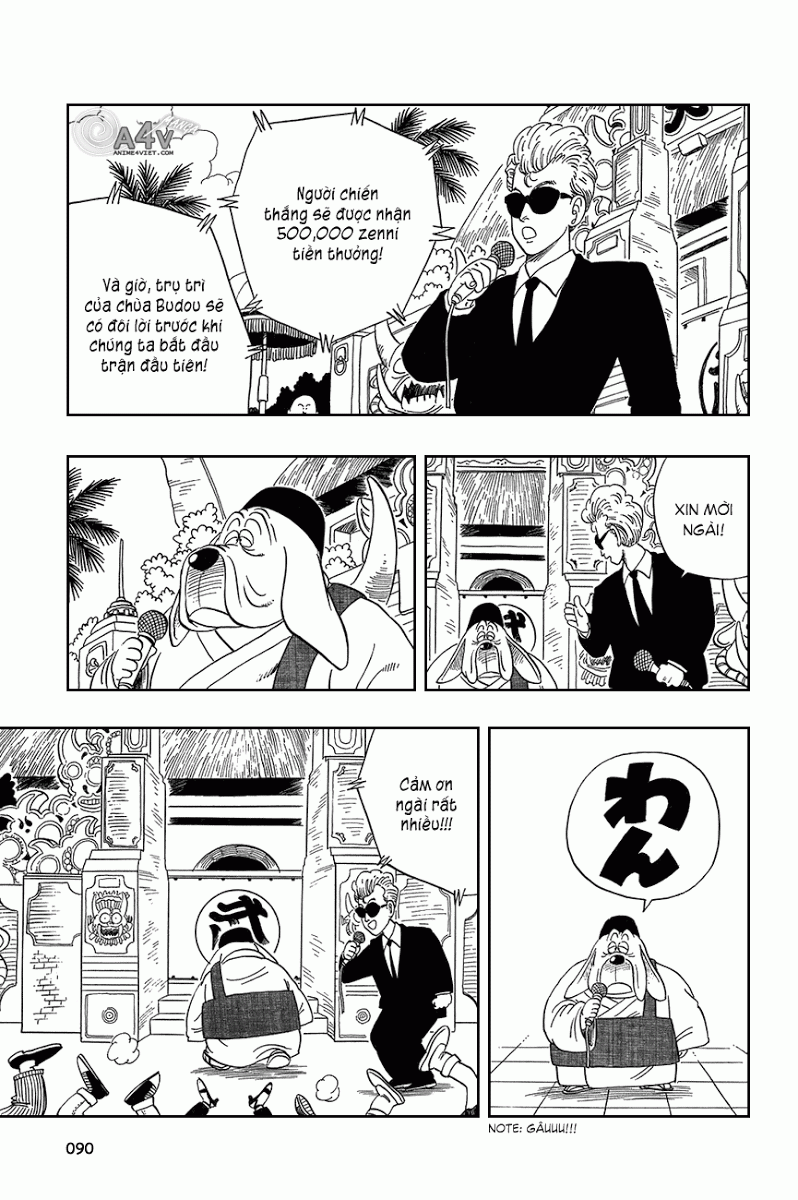 A4V
Manga
ANIME4VIET.COM
Người chiến
thắng sẽ được nhận
500,000 zenni
tiền thưởng!
Và giờ, trụ trì
của chùa Budou sẽ
có đôi lời trước khi
chúng ta bắt đầu
trận đầu tiên!
XIN MỜI
NGÀI!
わん
NOTE: GÂUUU!!!
Cảm ơn
ngài rất
nhiều!!!
090